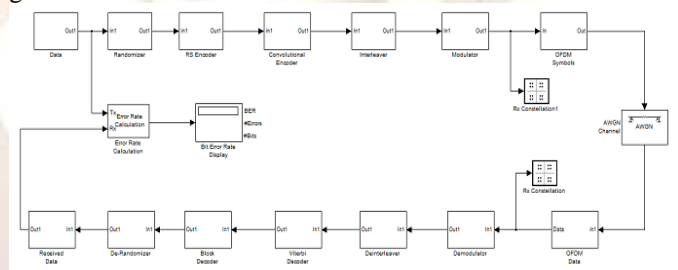 Out1 In1 Out1 In1 Out1 In1 Out1 In1 Out1 In1 Out1 In Out
Data Randomizer RS Encoder Convolutional Encoder Interleaver Modulator OFDM Symbols
Rx Constellation1
Tx
Rx
Error Rate Calculation
Error Rate Calculation
BER
#Errors
#Bits
Bit Error Rate Display
AWGN Channel
AWGN
Rx Constellation
Out1 In1 Out1 In1 Out1 In1 Out1 In1 Out1 In1 Out1 In1 Data In1
Received Data De-Randomizer Block Decoder Viterbi Decoder Deinterleaver Demodulator OFDM Data